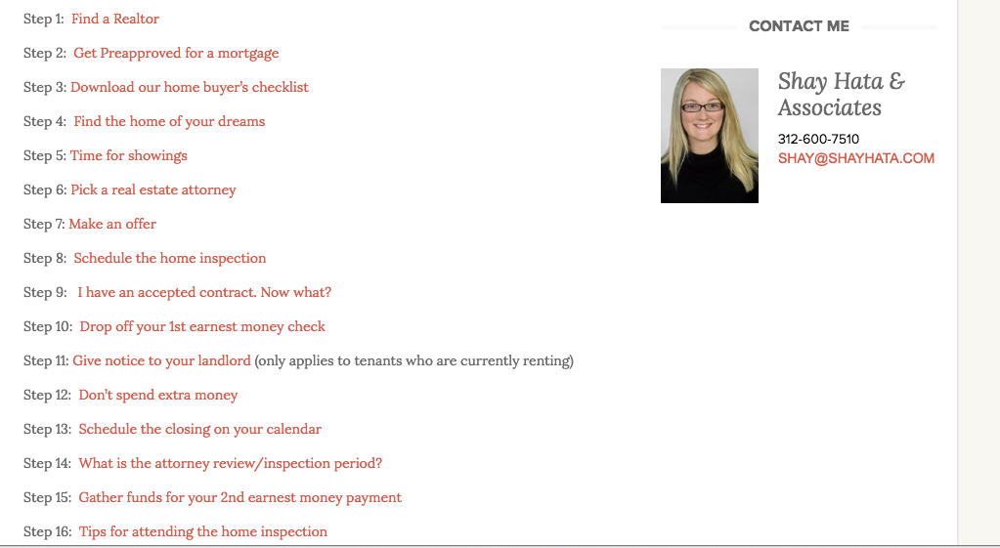 Step 1: Find a Realtor
Step 2: Get Preapproved for a mortgage
Step 3: Download our home buyer’s checklist
Step 4: Find the home of your dreams
Step 5: Time for showings
Step 6: Pick a real estate attorney
Step 7: Make an offer
Step 8: Schedule the home inspection
Step 9: I have an accepted contract. Now what?
Step 10: Drop off your 1st earnest money check
Step 11: Give notice to your landlord (only applies to tenants who are currently renting)
Step 12: Don’t spend extra money
Step 13: Schedule the closing on your calendar
Step 14: What is the attorney review/inspection period?
Step 15: Gather funds for your 2nd earnest money payment
Step 16: Tips for attending the home inspection
CONTACT ME
Shay Hata &
Associates
312-600-7510
SHAY@SHAYHATA.COM